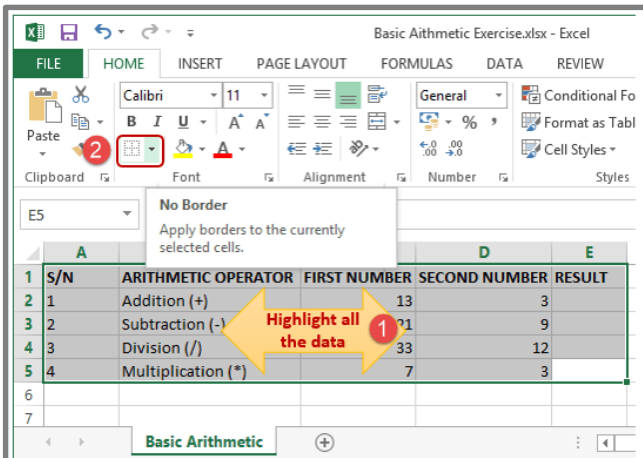 Basic Aithmetic Exercise.xlsx - Excel
FILE HOME INSERT PAGE LAYOUT FORMULAS DATA REVIEW
Calibri 11 General Conditional Fo
Paste B I U A A % , Format as Tabl
2 A .00 .0 Cell Styles
Clipboard Font Alignment Number Styles
E5
No Border
Apply borders to the currently
selected cells.
A D E
1 S/N ARITHMETIC OPERATOR FIRST NUMBER SECOND NUMBER RESULT
2 1 Addition (+) 13 3
3 2 Subtraction (-) 21 9
4 3 Division (/) 33 12
5 4 Multiplication (*) 7 3
6
7
Highlight all
the data
1
Basic Arithmetic